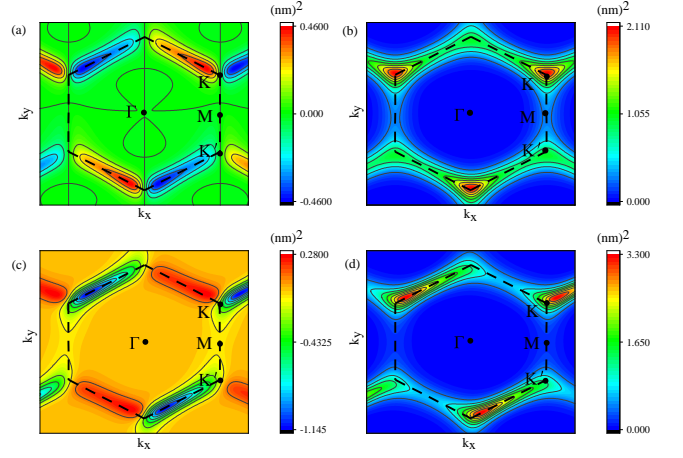 (a)
(nm)2
0.4600
0.000
-0.4600
ky
kx
Γ
K
M
K'
(b)
(nm)2
2.110
1.055
0.000
ky
kx
Γ
K
M
K'
(c)
(nm)2
0.2800
-0.4325
-1.145
ky
kx
Γ
K
M
K'
(d)
(nm)2
3.300
1.650
0.000
ky
kx
Γ
K
M
K'